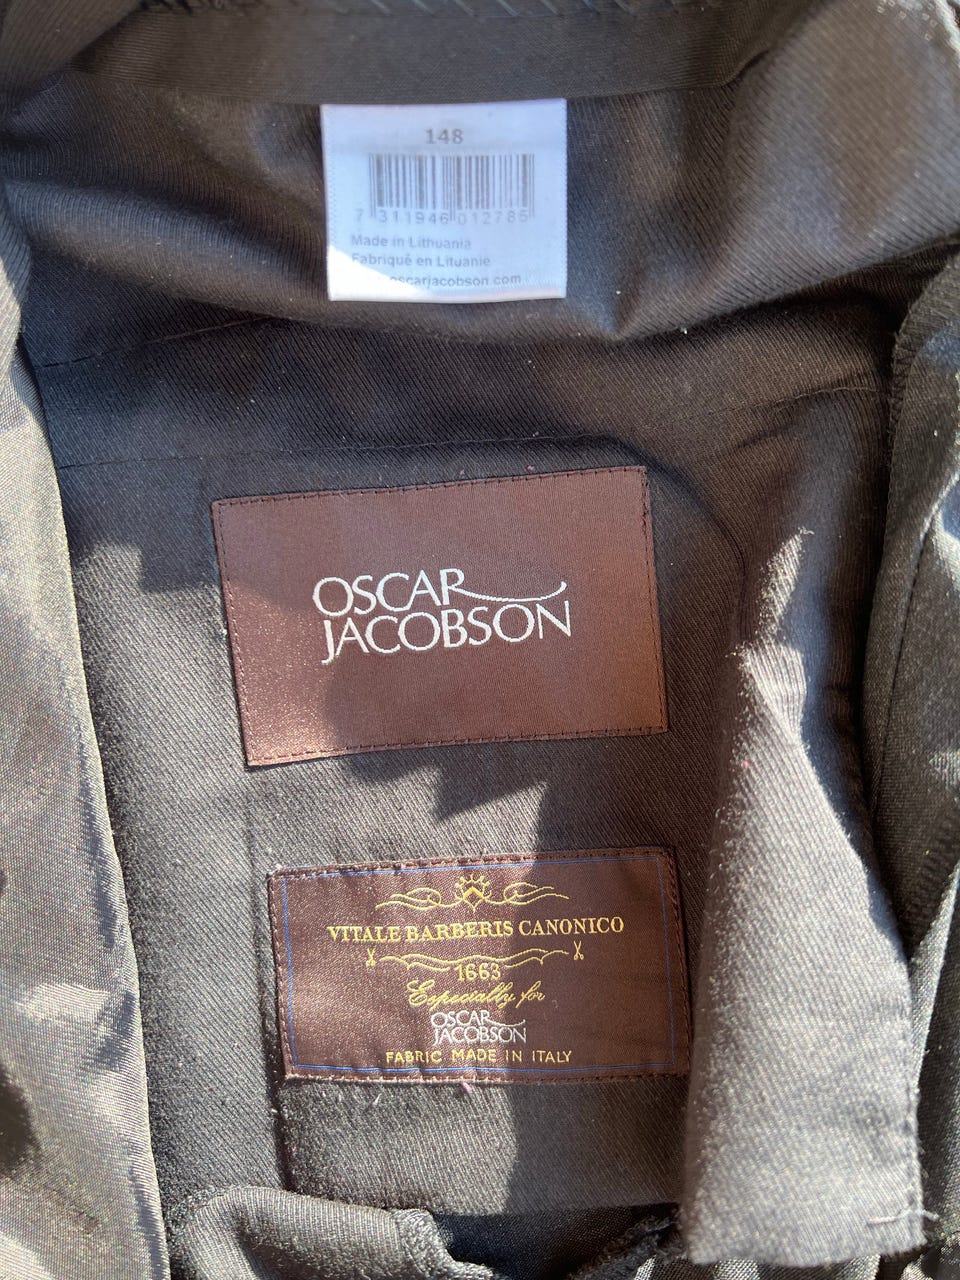 148
7 311946 012785
Made in Lithuania
Fabriqué en Lituanie
oscarjacobson.com
OSCAR
JACOBSON
VITALE BARBERIS CANONICO
1663
Especially for
OSCAR
JACOBSON
FABRIC MADE IN ITALY